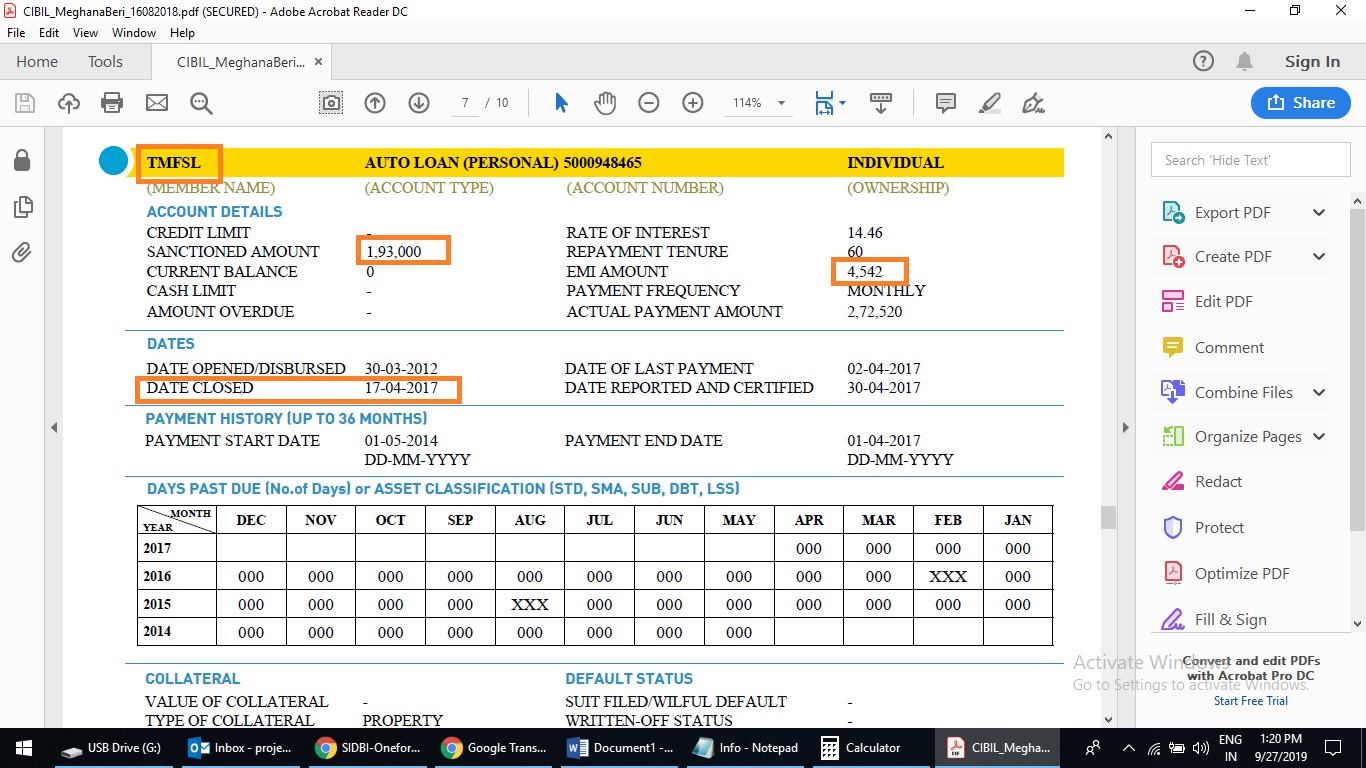 CIBIL_MeghanaBeri_16082018.pdf (SECURED) - Adobe Acrobat Reader DC
File Edit View Window Help
Home Tools CIBIL_MeghanaBeri... × Sign In
7 / 10 114% Share
TMFSL AUTO LOAN (PERSONAL) 5000948465 INDIVIDUAL
(MEMBER NAME) (ACCOUNT TYPE) (ACCOUNT NUMBER) (OWNERSHIP)
ACCOUNT DETAILS
CREDIT LIMIT - RATE OF INTEREST 14.46
SANCTIONED AMOUNT 1,93,000 REPAYMENT TENURE 60
CURRENT BALANCE 0 EMI AMOUNT 4,542
CASH LIMIT - PAYMENT FREQUENCY MONTHLY
AMOUNT OVERDUE - ACTUAL PAYMENT AMOUNT 2,72,520
DATES
DATE OPENED/DISBURSED 30-03-2012 DATE OF LAST PAYMENT 02-04-2017
DATE CLOSED 17-04-2017 DATE REPORTED AND CERTIFIED 30-04-2017
PAYMENT HISTORY (UP TO 36 MONTHS)
PAYMENT START DATE 01-05-2014 PAYMENT END DATE 01-04-2017
DD-MM-YYYY DD-MM-YYYY
DAYS PAST DUE (No.of Days) or ASSET CLASSIFICATION (STD, SMA, SUB, DBT, LSS)
MONTH YEAR DEC NOV OCT SEP AUG JUL JUN MAY APR MAR FEB JAN
2017 000 000 000 000
2016 000 000 000 000 000 000 000 000 000 000 XXX 000
2015 000 000 000 000 XXX 000 000 000 000 000 000 000
2014 000 000 000 000 000 000 000 000
COLLATERAL DEFAULT STATUS
VALUE OF COLLATERAL - SUIT FILED/WILFUL DEFAULT -
TYPE OF COLLATERAL PROPERTY WRITTEN-OFF STATUS -
Search 'Hide Text'
Export PDF
Create PDF
Edit PDF
Comment
Combine Files
Organize Pages
Redact
Protect
Optimize PDF
Fill & Sign
Convert and edit PDFs
with Acrobat Pro DC
Start Free Trial
Activate Windows
Go to Settings to activate Windows.
USB Drive (G:) Inbox - proje... SIDBI-Onefor... Google Trans... Document1 -... Info - Notepad Calculator CIBIL_Megha... ENG 1:20 PM
IN 9/27/2019